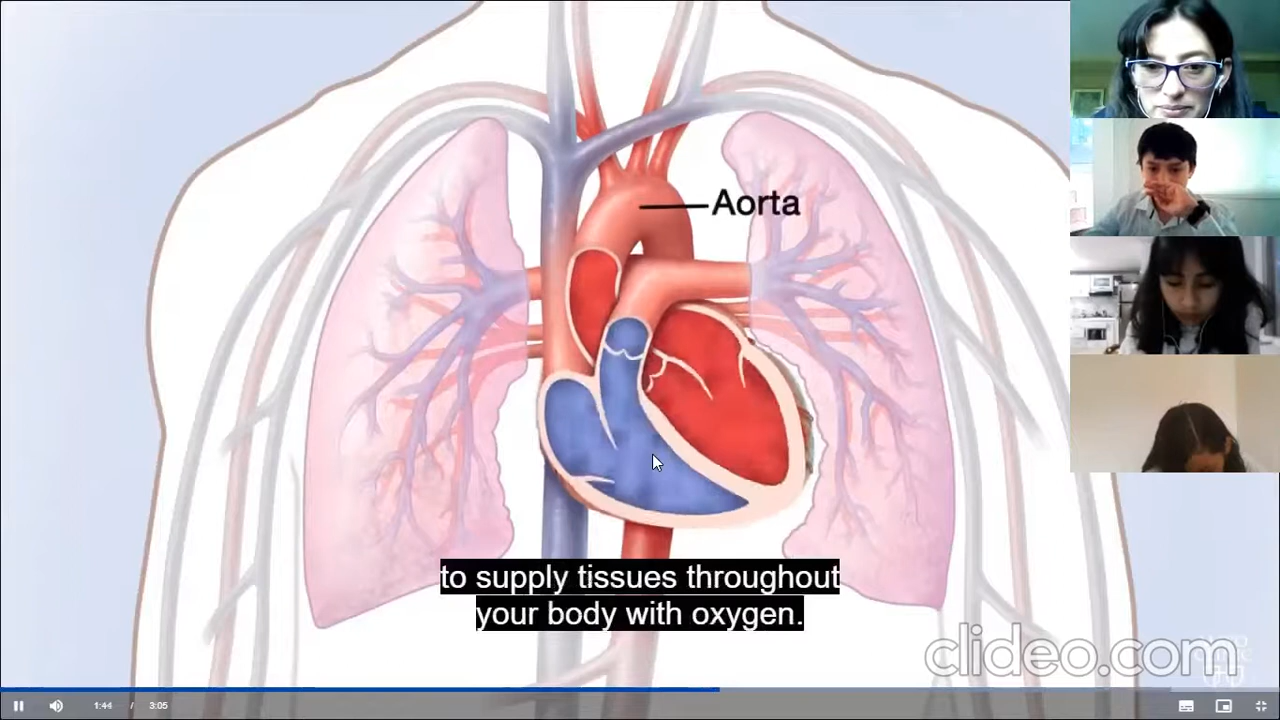 Aorta
to supply tissues throughout
your body with oxygen.
clideo.com
1:44 / 3:05